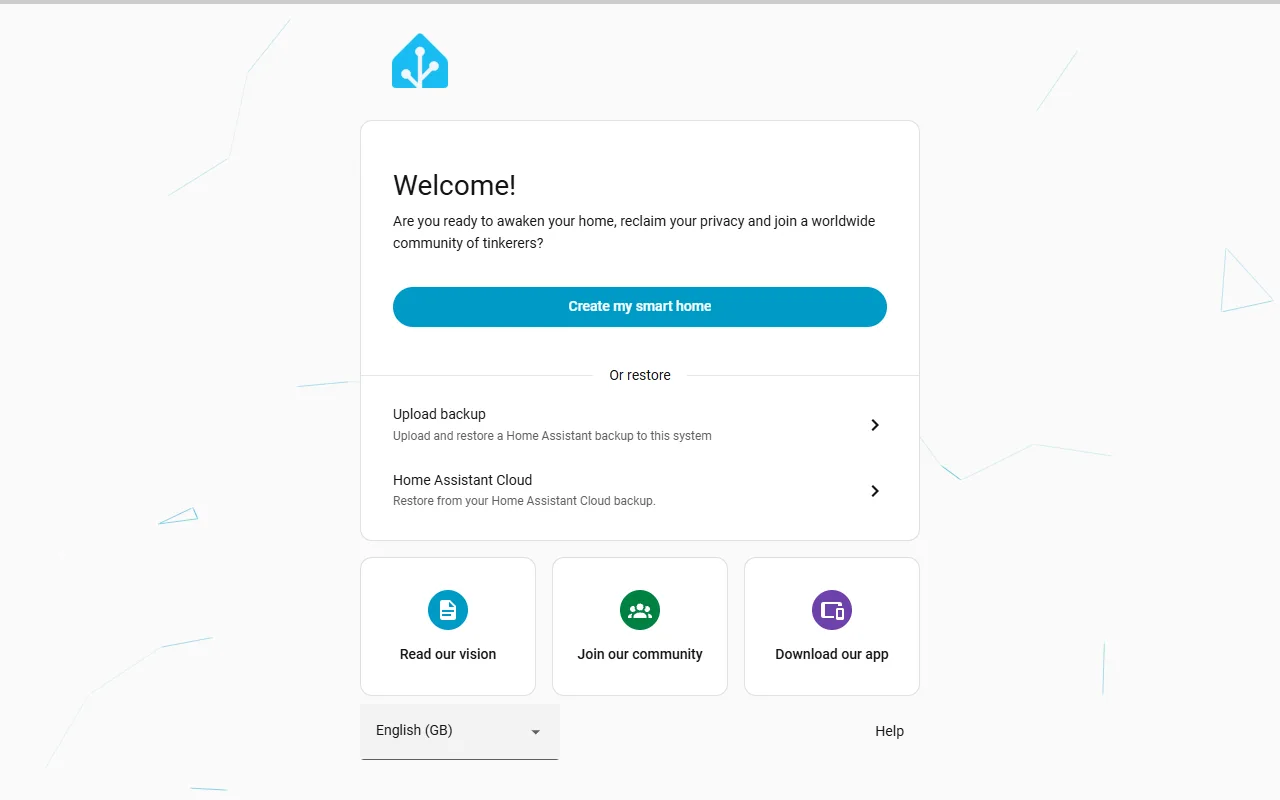 Welcome!
Are you ready to awaken your home, reclaim your privacy and join a worldwide
community of tinkerers?
Create my smart home
Or restore
Upload backup
Upload and restore a Home Assistant backup to this system
Home Assistant Cloud
Restore from your Home Assistant Cloud backup.
Read our vision
Join our community
Download our app
English (GB)
Help